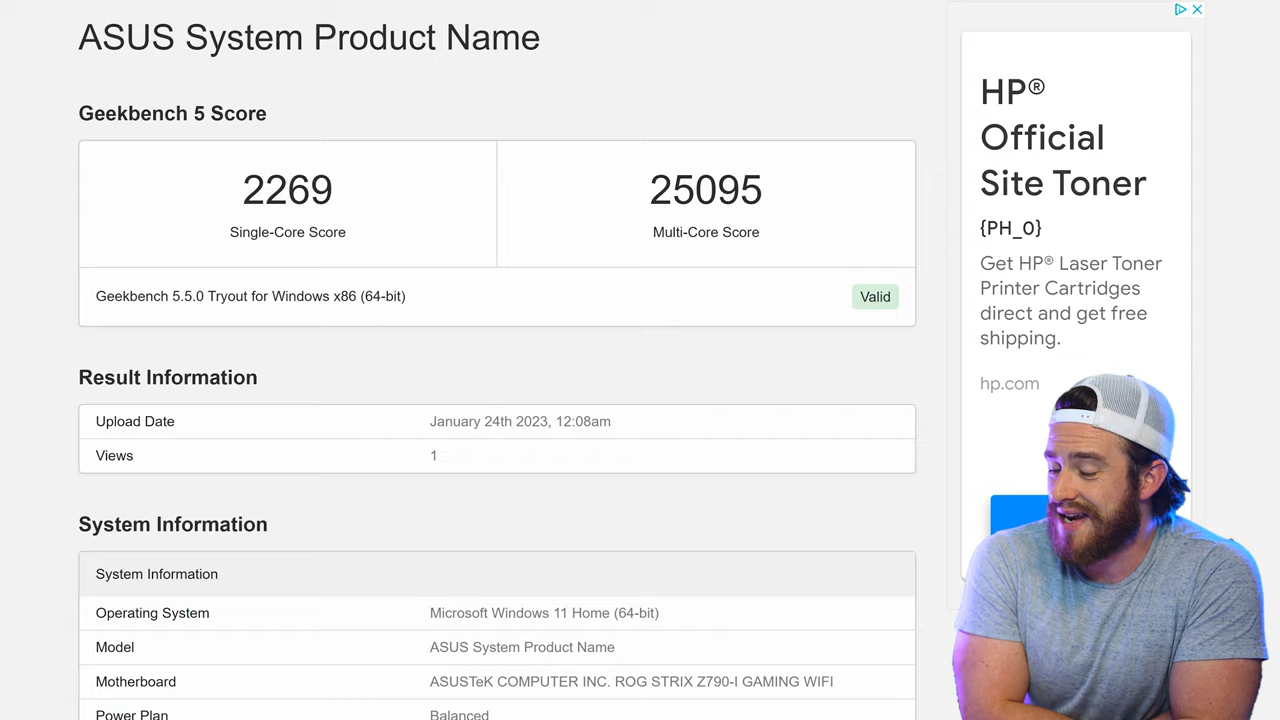 ASUS System Product Name
Geekbench 5 Score
2269
Single-Core Score
25095
Multi-Core Score
Geekbench 5.5.0 Tryout for Windows x86 (64-bit)
Valid
Result Information
Upload Date January 24th 2023, 12:08am
Views 1
System Information
System Information
Operating System Microsoft Windows 11 Home (64-bit)
Model ASUS System Product Name
Motherboard ASUSTeK COMPUTER INC. ROG STRIX Z790-I GAMING WIFI
Power Plan Balanced
HP®
Official
Site Toner
{PH_0}
Get HP® Laser Toner
Printer Cartridges
direct and get free
shipping.
hp.com